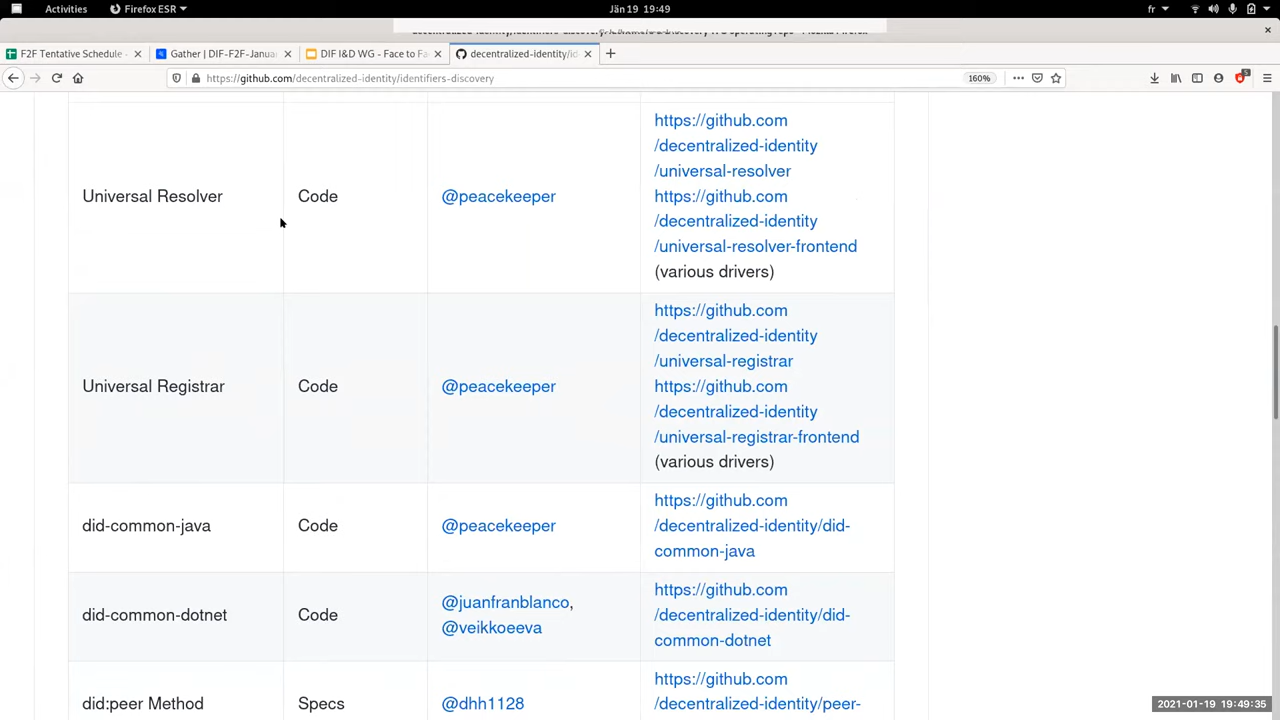 Activities
Firefox ESR
Jän 19 19:49
fr
F2F Tentative Schedule -
Gather | DIF-F2F-Janua
DIF I&D WG - Face to Fa
decentralized-identity/id
https://github.com/decentralized-identity/identifiers-discovery
160%
Universal Resolver
Code
@peacekeeper
https://github.com
/decentralized-identity
/universal-resolver
https://github.com
/decentralized-identity
/universal-resolver-frontend
(various drivers)
Universal Registrar
Code
@peacekeeper
https://github.com
/decentralized-identity
/universal-registrar
https://github.com
/decentralized-identity
/universal-registrar-frontend
(various drivers)
did-common-java
Code
@peacekeeper
https://github.com
/decentralized-identity/did-
common-java
did-common-dotnet
Code
@juanfranblanco,
@veikkoeeva
https://github.com
/decentralized-identity/did-
common-dotnet
did:peer Method
Specs
@dhh1128
https://github.com
/decentralized-identity/peer-
2021-01-19 19:49:35